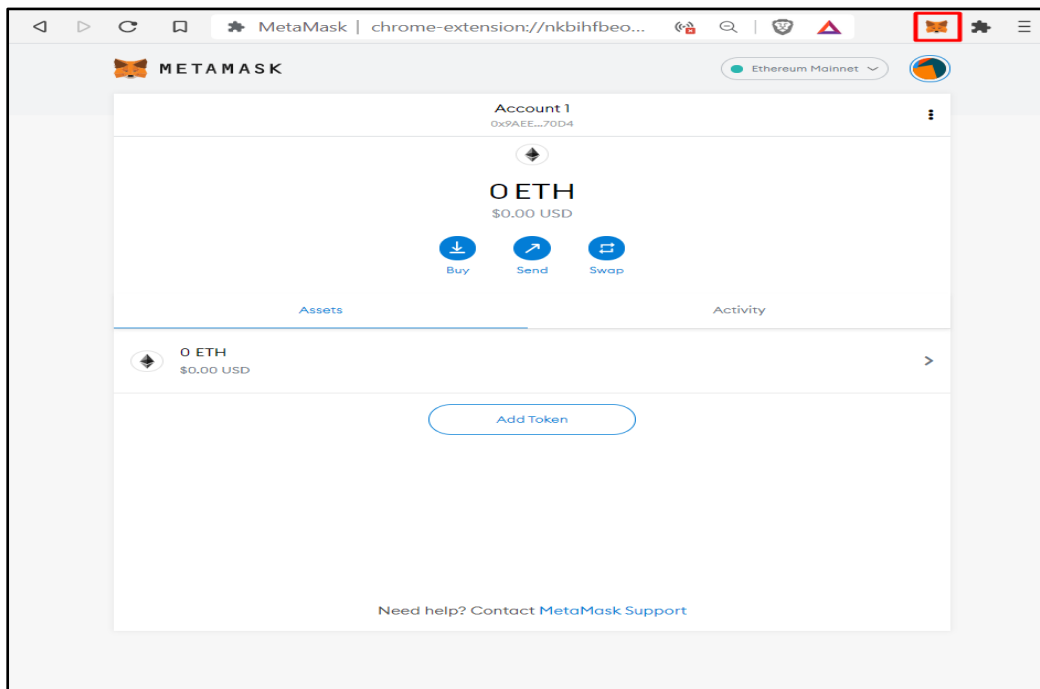 MetaMask | chrome-extension://nkbihfbeo...
METAMASK
Ethereum Mainnet
Account 1
0x9AEE...70D4
0 ETH
$0.00 USD
Buy Send Swap
Assets Activity
0 ETH
$0.00 USD
Add Token
Need help? Contact MetaMask Support